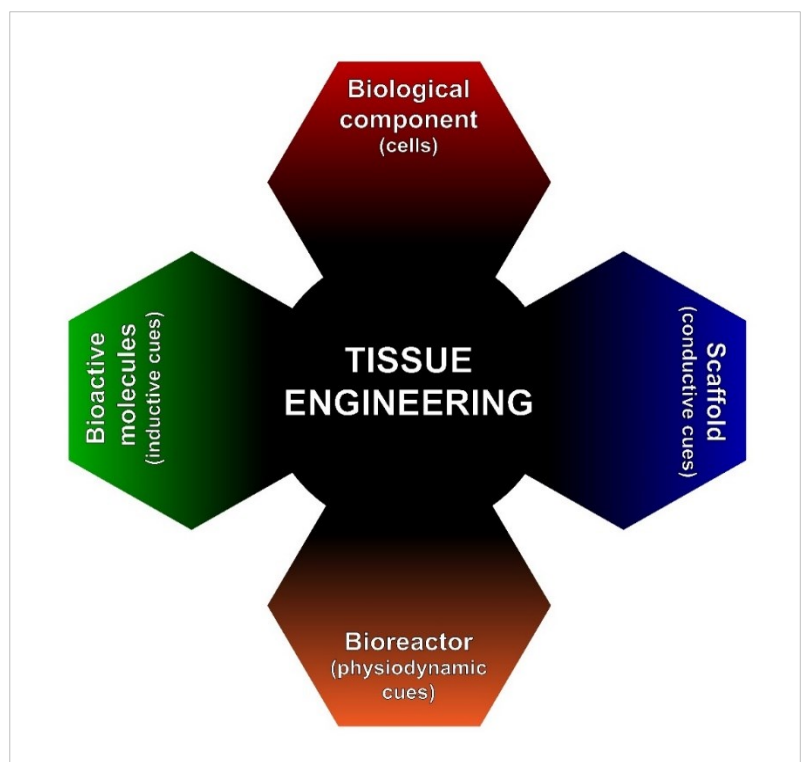 Biological
component
(cells)
Bioactive
molecules
(inductive cues)
TISSUE
ENGINEERING
Scaffold
(conductive cues)
Bioreactor
(physiodynamic
cues)